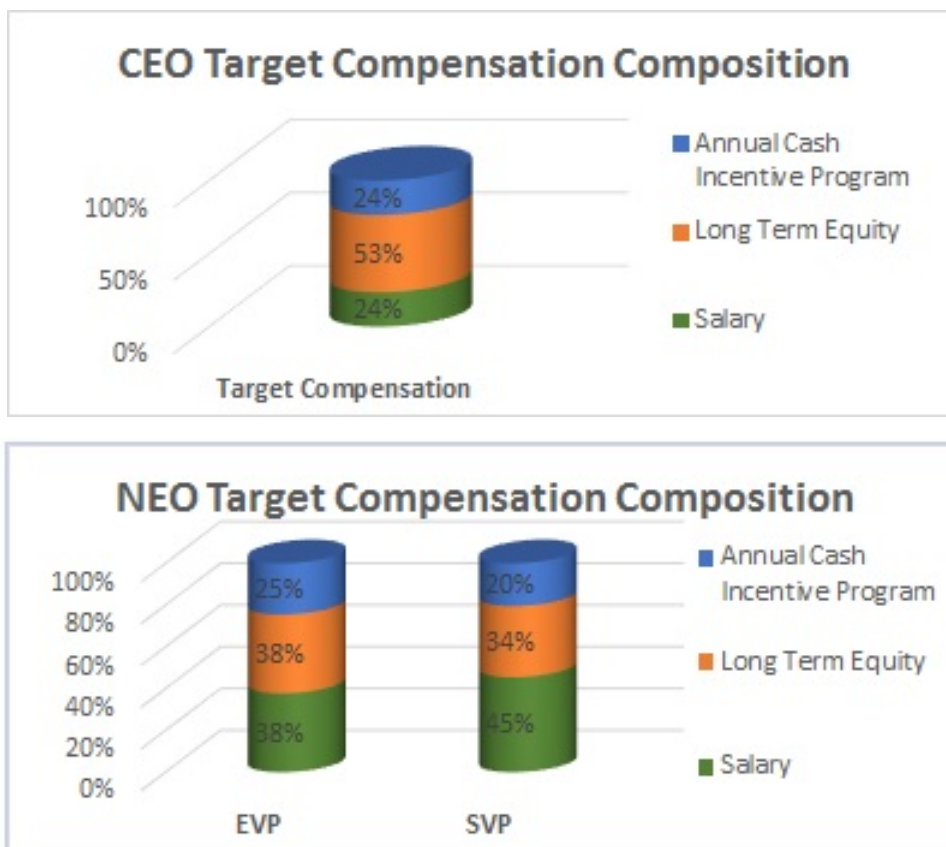 CEO Target Compensation Composition
Annual Cash
Incentive Program
Long Term Equity
Salary
100%
50%
0%
24%
53%
24%
Target Compensation
NEO Target Compensation Composition
Annual Cash
Incentive Program
Long Term Equity
Salary
100%
80%
60%
40%
20%
0%
25%
20%
38%
34%
38%
45%
EVP
SVP